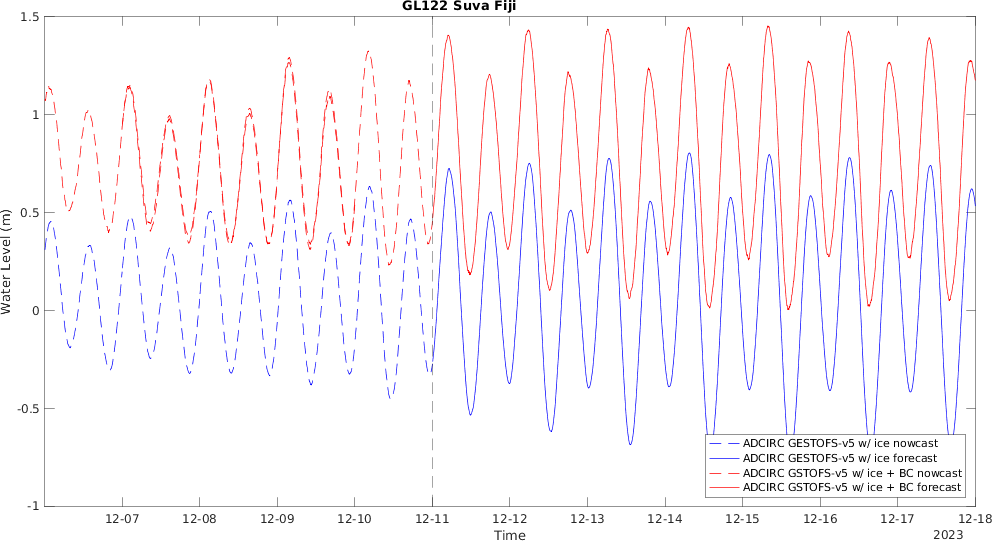 GL122 Suva Fiji
1.5
1
0.5
0
-0.5
-1
Water Level (m)
ADCIRC GESTOFS-v5 w/ ice nowcast
ADCIRC GESTOFS-v5 w/ ice forecast
ADCIRC GSTOFS-v5 w/ ice + BC nowcast
ADCIRC GSTOFS-v5 w/ ice + BC forecast
12-07 12-08 12-09 12-10 12-11 12-12 12-13 12-14 12-15 12-16 12-17 12-18
Time
2023